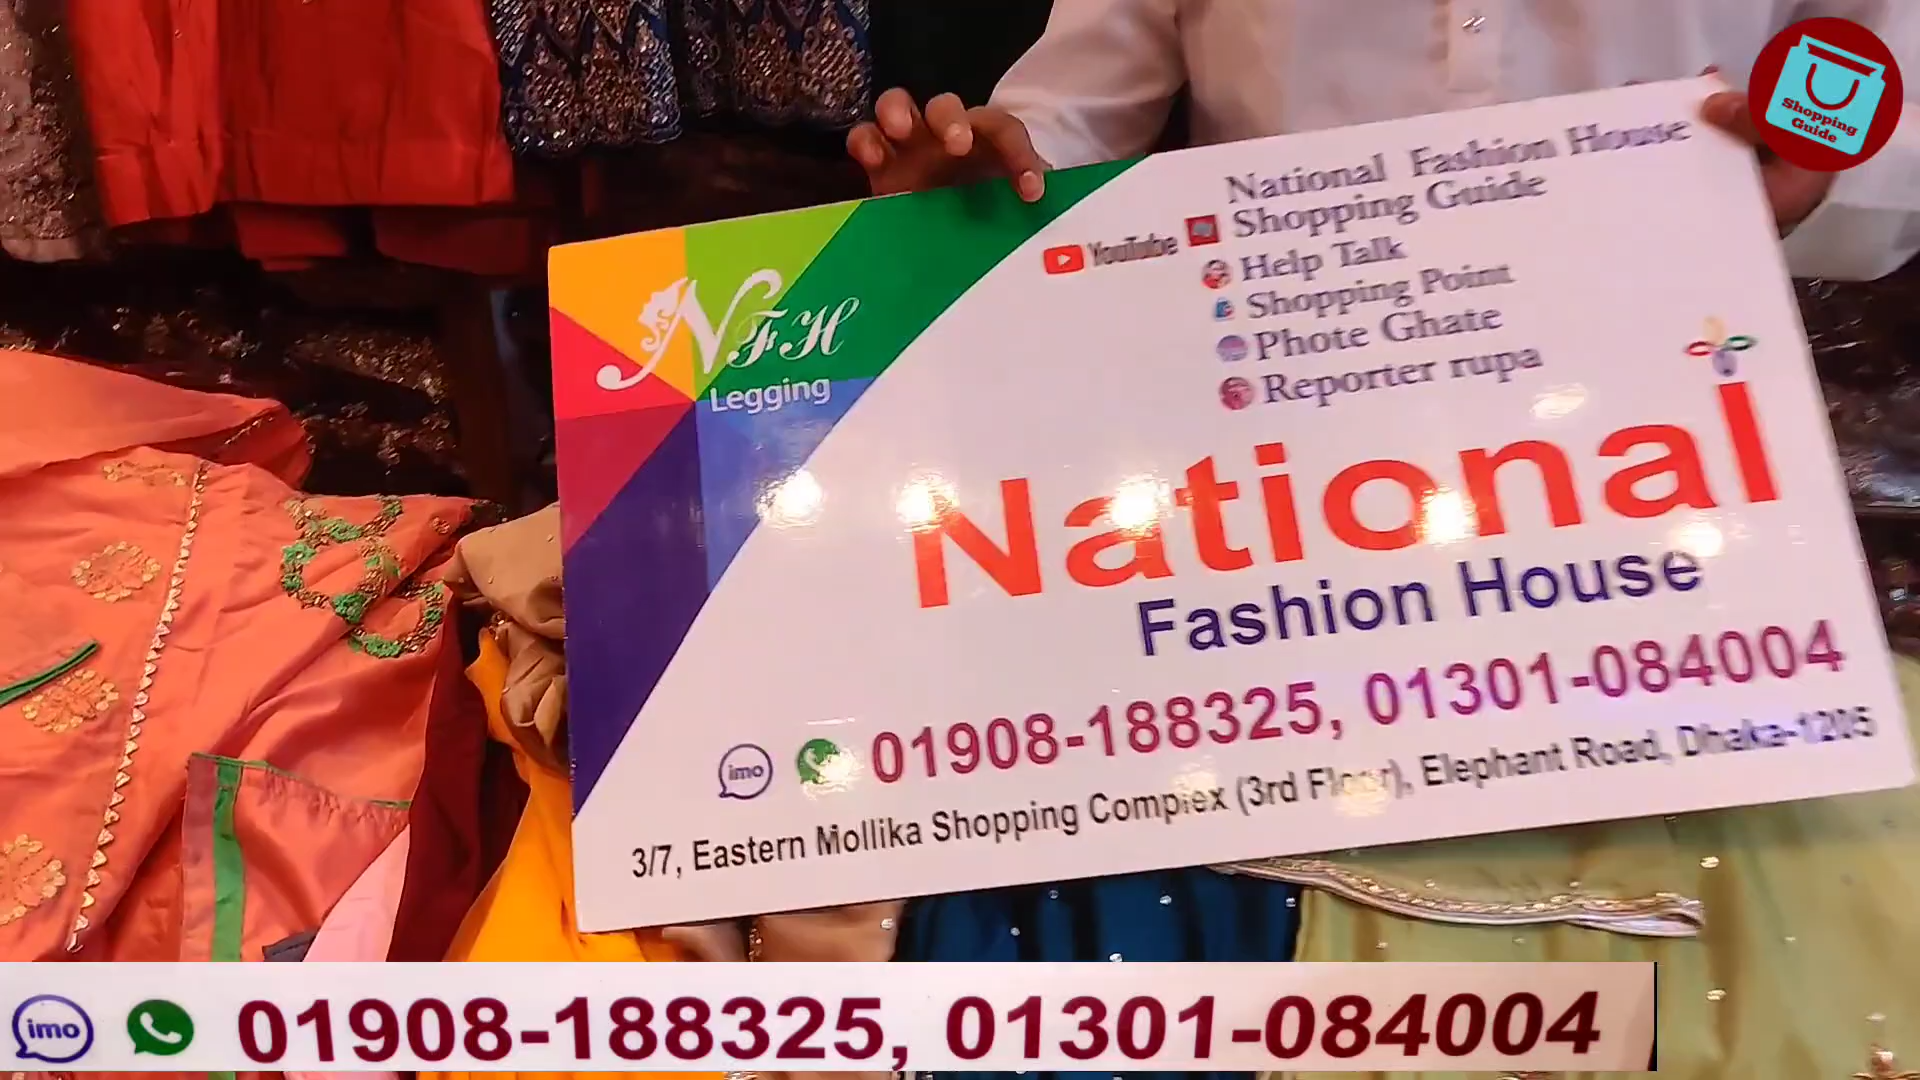 Shopping
Guide
National Fashion House
YouTube Shopping Guide
Help Talk
Shopping Point
Phote Ghate
Reporter rupa
NFH
Legging
National
Fashion House
imo 01908-188325, 01301-084004
3/7, Eastern Mollika Shopping Complex (3rd Floor), Elephant Road, Dhaka-1205
imo 01908-188325, 01301-084004